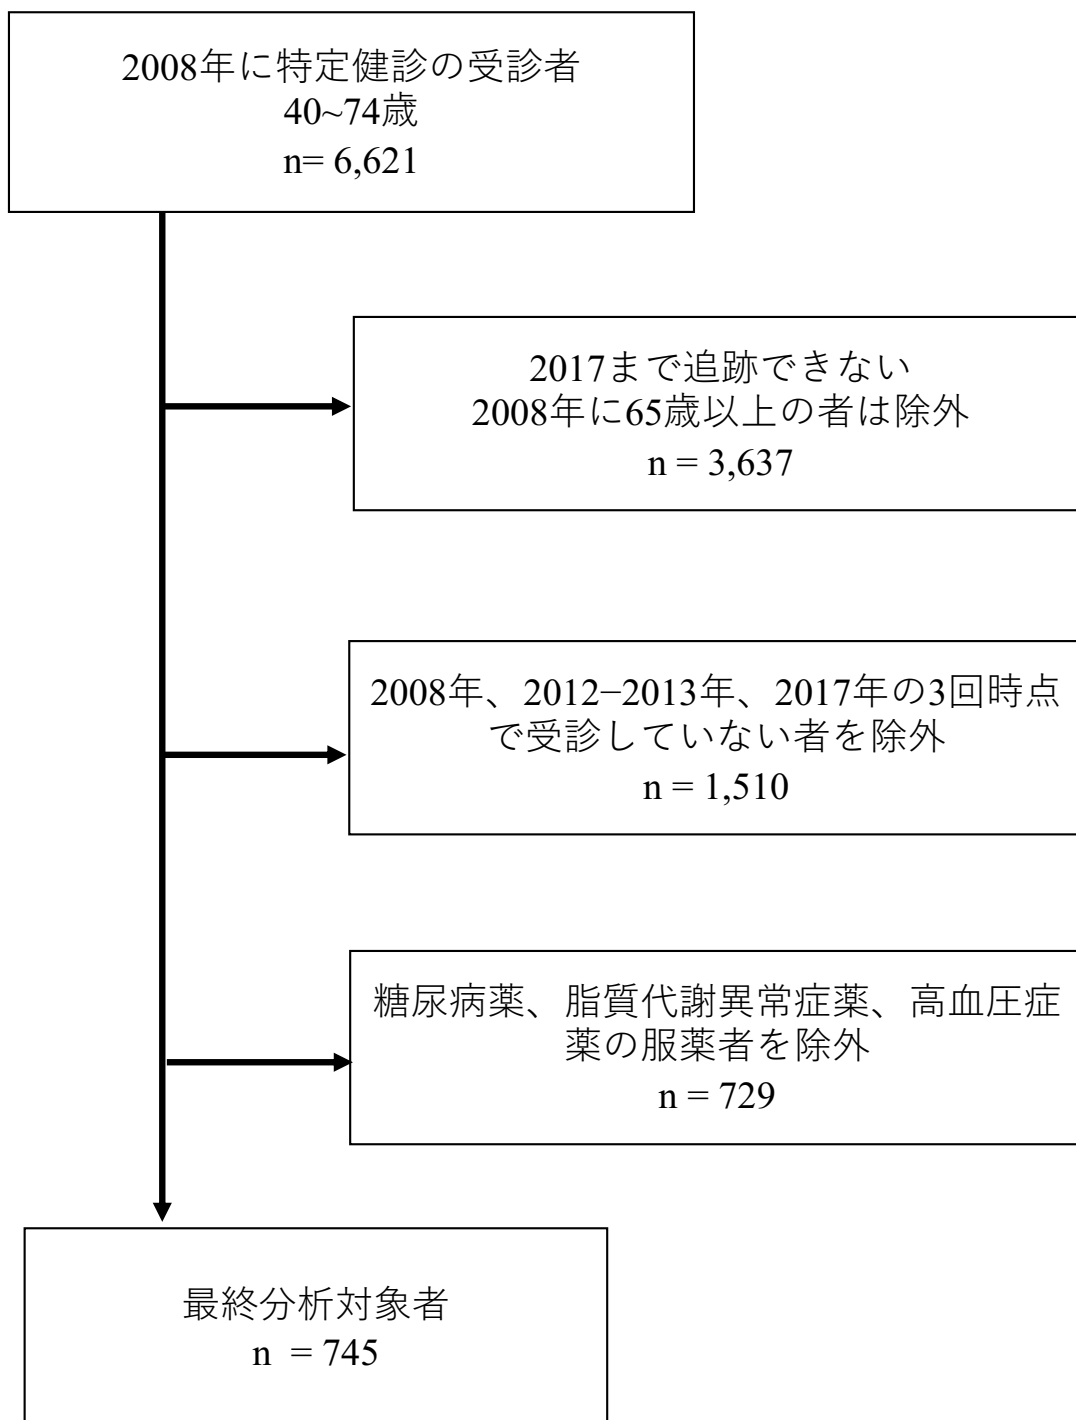 2008年に特定健診の受診者
40~74歳
n= 6,621
2017まで追跡できない
2008年に65歳以上の者は除外
n = 3,637
2008年、2012–2013年、2017年の3回時点
で受診していない者を除外
n = 1,510
糖尿病薬、脂質代謝異常症薬、高血圧症
薬の服薬者を除外
n = 729
最終分析対象者
n = 745